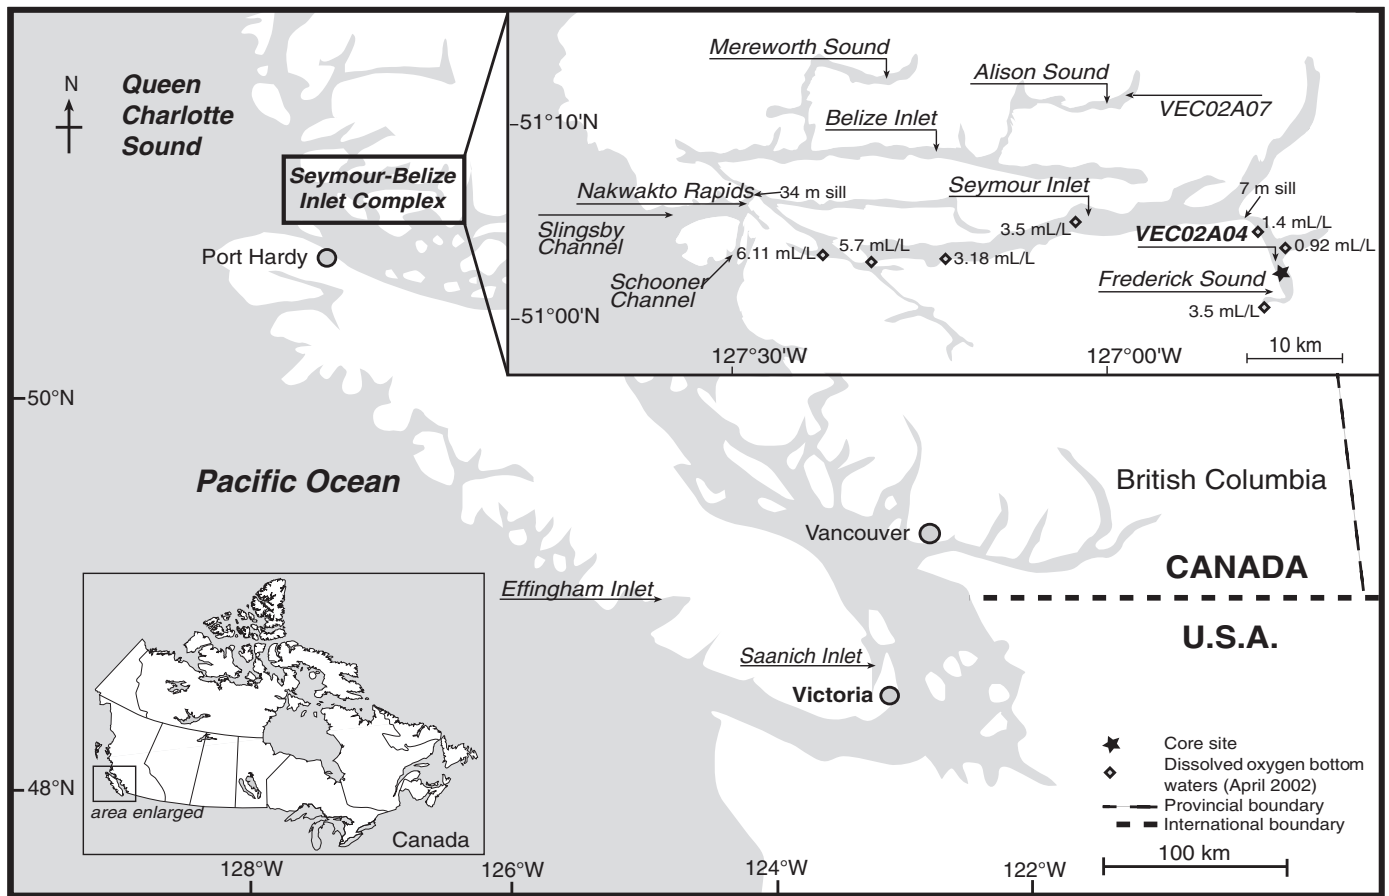 N
Queen
Charlotte
Sound
Seymour-Belize
Inlet Complex
Port Hardy
Mereworth Sound
Alison Sound
VEC02A07
51°10'N
Belize Inlet
Nakwakto Rapids
34 m sill
Seymour Inlet
7 m sill
Slingsby
Channel
3.5 mL/L
1.4 mL/L
VEC02A04
0.92 mL/L
6.11 mL/L
5.7 mL/L
3.18 mL/L
Schooner
Channel
Frederick Sound
3.5 mL/L
51°00'N
127°30'W
127°00'W
10 km
50°N
Pacific Ocean
British Columbia
Vancouver
CANADA
U.S.A.
Effingham Inlet
Saanich Inlet
Victoria
48°N
area enlarged
Canada
Core site
Dissolved oxygen bottom
waters (April 2002)
Provincial boundary
International boundary
100 km
128°W
126°W
124°W
122°W